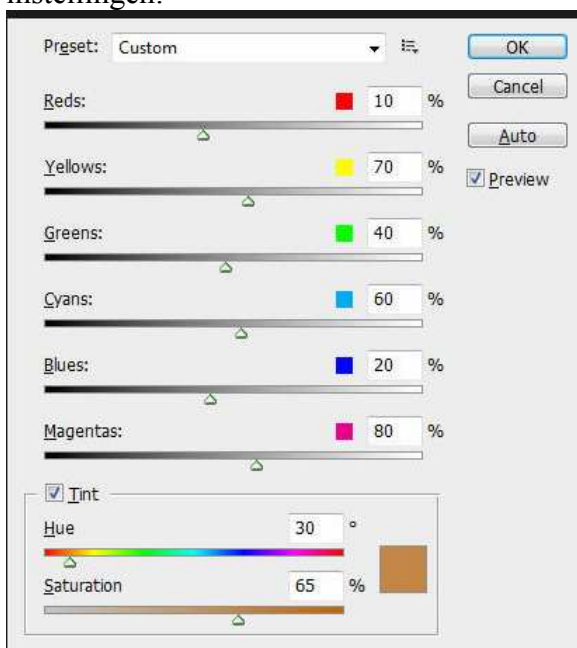 instellingen:
Preset: Custom
OK
Cancel
Auto
Preview
Reds: 10 %
Yellows: 70 %
Greens: 40 %
Cyans: 60 %
Blues: 20 %
Magentas: 80 %
Tint
Hue 30 °
Saturation 65 %